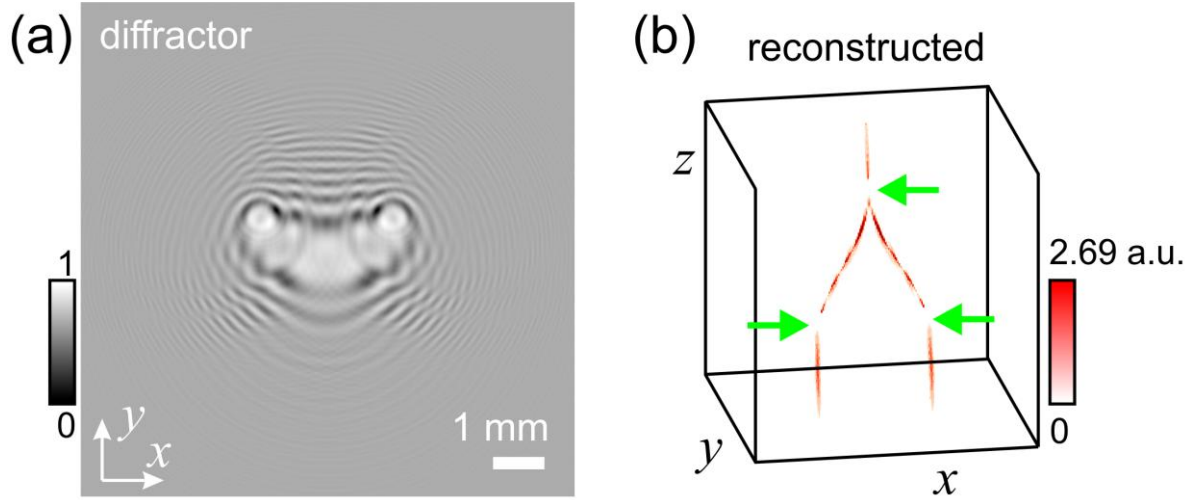 (a)
diffractor
1
0
y
x
1 mm
(b)
reconstructed
z
y
x
2.69 a.u.
0